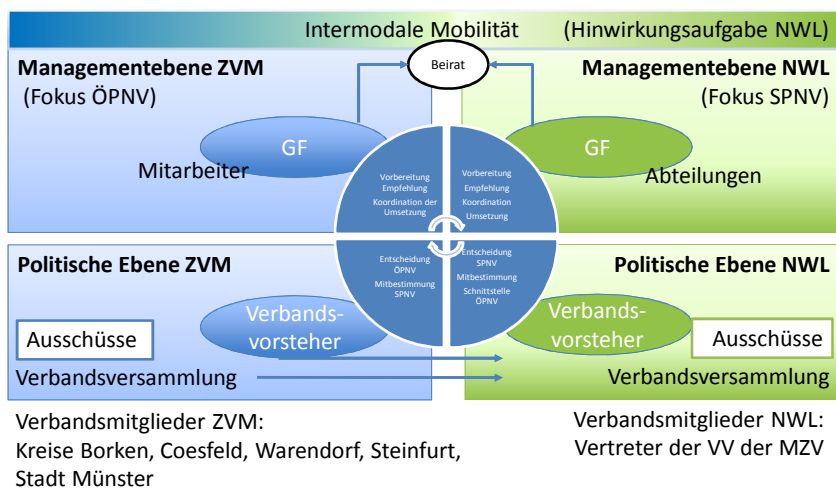 Intermodale Mobilität (Hinwirkungsaufgabe NWL)
Managementebene ZVM
(Fokus ÖPNV)
Beirat
Managementebene NWL
(Fokus SPNV)
GF
Mitarbeiter
GF
Abteilungen
Vorbereitung
Empfehlung
Koordination der
Umsetzung
Vorbereitung
Empfehlung
Koordination
Umsetzung
Politische Ebene ZVM
Entscheidung
ÖPNV
Mitbestimmung
SPNV
Entscheidung
SPNV
Mitbestimmung
Schnittstelle
ÖPNV
Politische Ebene NWL
Verbands-
vorsteher
Ausschüsse
Verbandsversammlung
Verbands-
vorsteher
Ausschüsse
Verbandsversammlung
Verbandsmitglieder ZVM:
Kreise Borken, Coesfeld, Warendorf, Steinfurt,
Stadt Münster
Verbandsmitglieder NWL:
Vertreter der VV der MZV